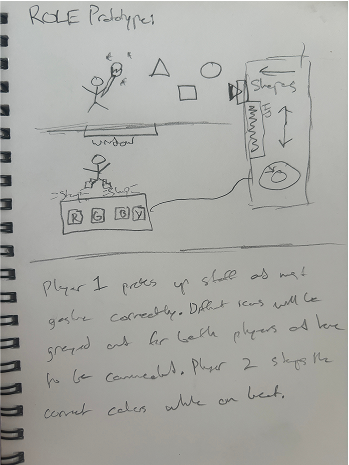 ROLE Prototypes
Shapes
window
R G B Y
Player 1 picks up staff and must
gesture correctly. Different icons will be
greyed out for both players and have
to be connected. Player 2 steps the
correct colors while on beat.